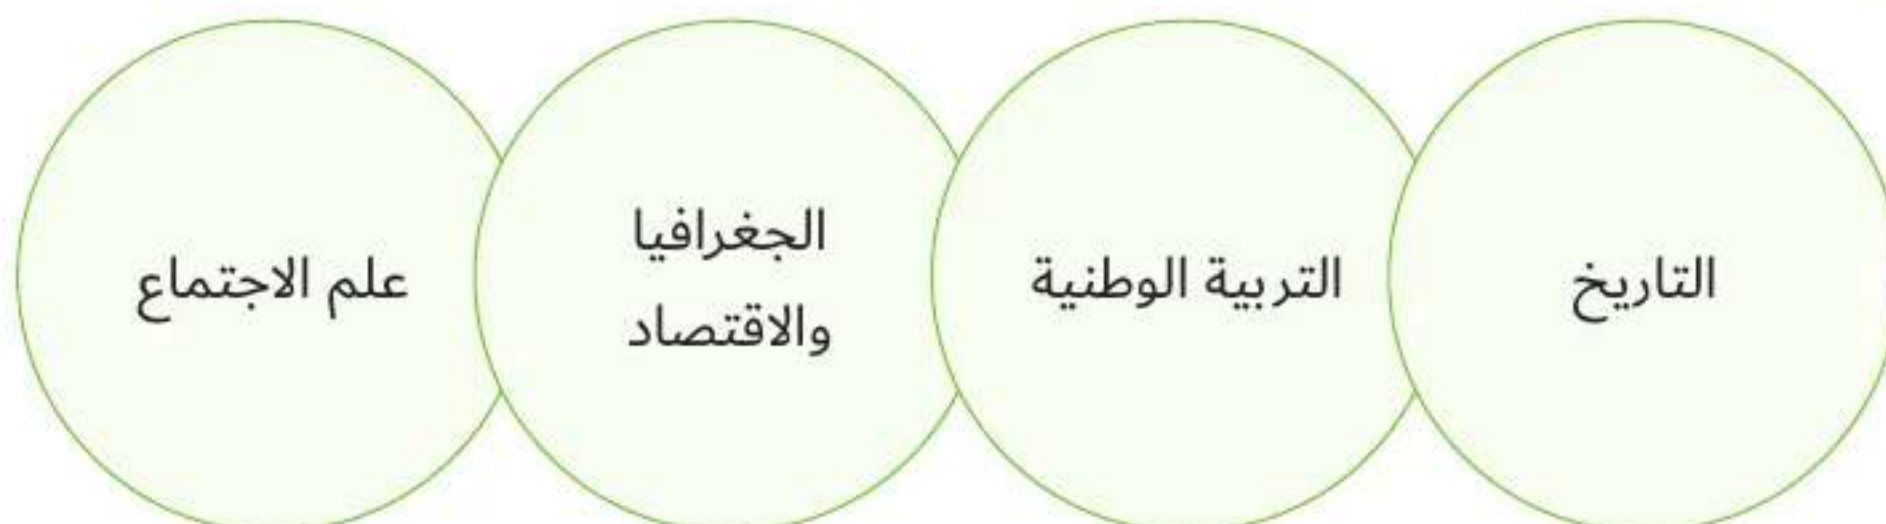 التاريخ
التربية الوطنية
الجغرافيا
والاقتصاد
علم الاجتماع